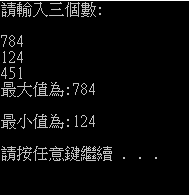 請輸入三個數:
784
124
451
最大值為:784
最小值為:124
請按任意鍵繼續 . . .